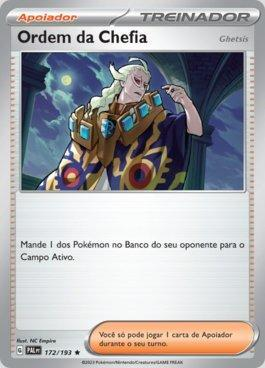 Apoiador TREINADOR
Ordem da Chefia
Ghetsis
Mande 1 dos Pokémon no Banco do seu oponente para o
Campo Ativo.
Ilust. NC Empire
G PAL PT 172/193 ★
©2023 Pokémon/Nintendo/Creatures/GAME FREAK
Você só pode jogar 1 carta de Apoiador
durante o seu turno.